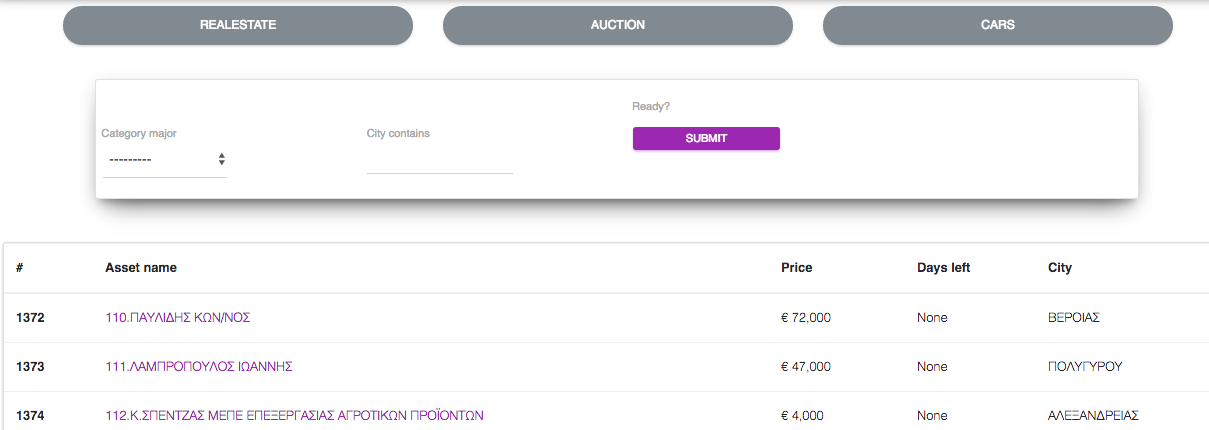 REALESTATE AUCTION CARS
Ready?
Category major City contains
SUBMIT
---------
# Asset name Price Days left City
1372 110.ΠΑΥΛΙΔΗΣ ΚΩΝ/ΝΟΣ € 72,000 None ΒΕΡΟΙΑΣ
1373 111.ΛΑΜΠΡΟΠΟΥΛΟΣ ΙΩΑΝΝΗΣ € 47,000 None ΠΟΛΥΓΥΡΟΥ
1374 112.Κ.ΣΠΕΝΤΖΑΣ ΜΕΠΕ ΕΠΕΞΕΡΓΑΣΙΑΣ ΑΓΡΟΤΙΚΩΝ ΠΡΟΪΟΝΤΩΝ € 4,000 None ΑΛΕΞΑΝΔΡΕΙΑΣ